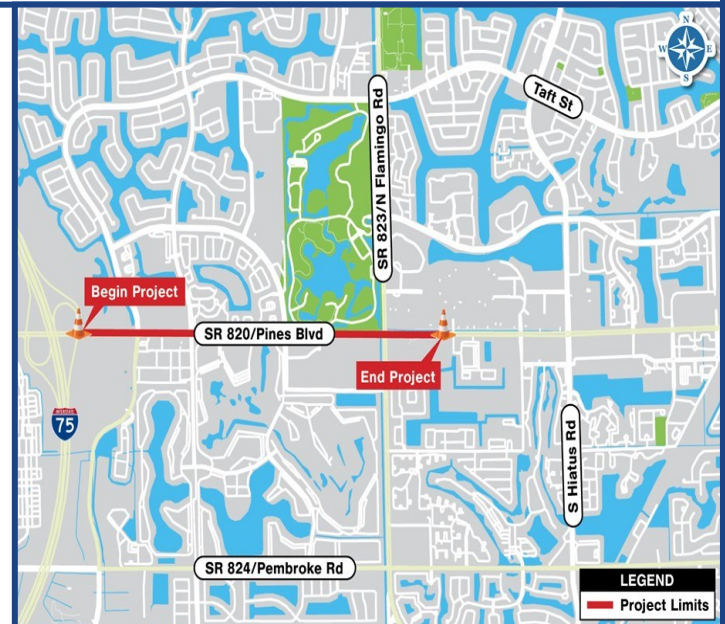 N
W E
S
Taft St
SR 823/N Flamingo Rd
Begin Project
SR 820/Pines Blvd
End Project
INTERSTATE
75
S Hiatus Rd
SR 824/Pembroke Rd
LEGEND
Project Limits